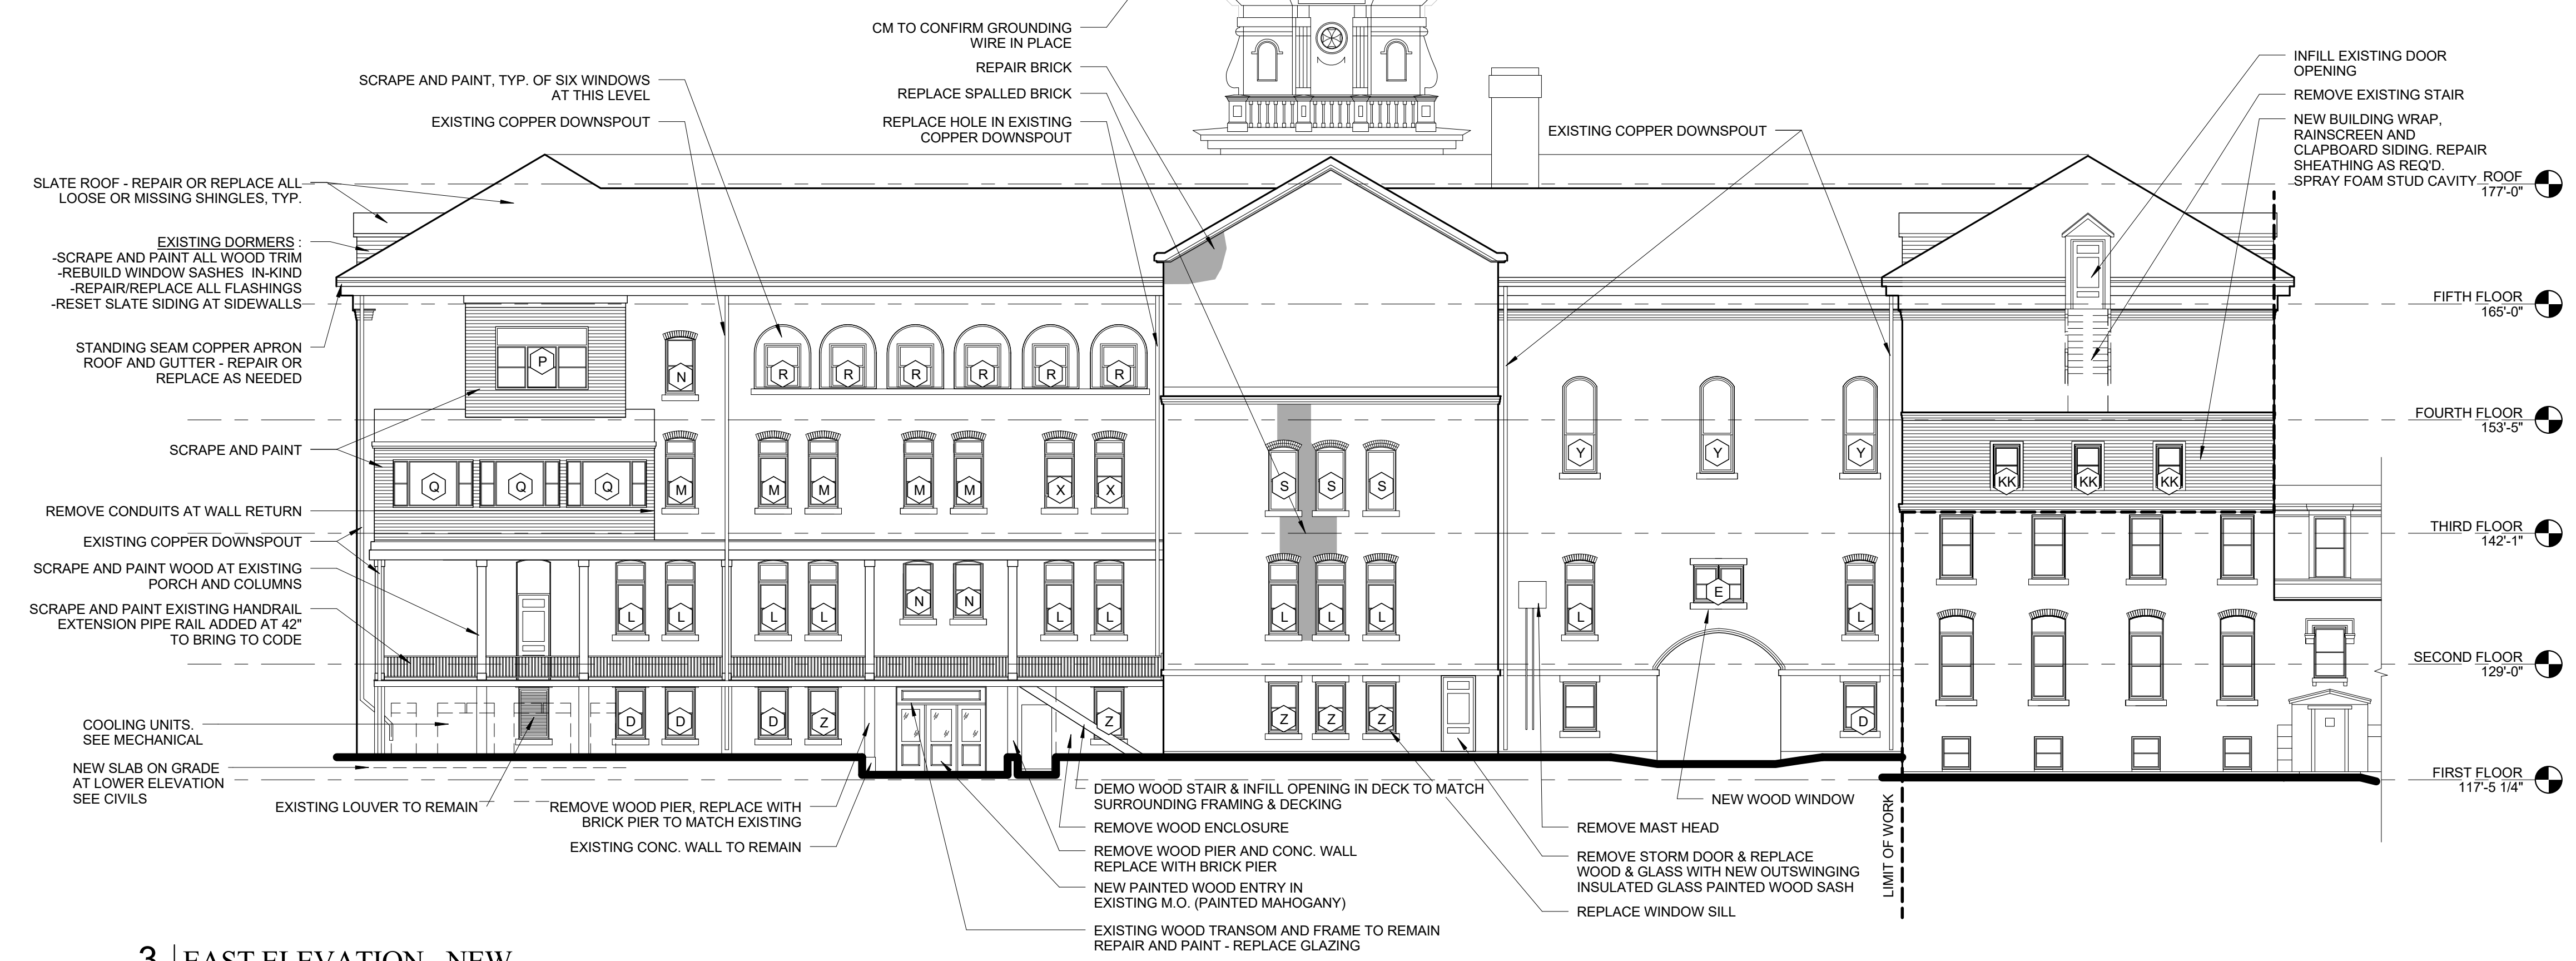 CM TO CONFIRM GROUNDING
WIRE IN PLACE
REPAIR BRICK
REPLACE SPALLED BRICK
REPLACE HOLE IN EXISTING
COPPER DOWNSPOUT
SCRAPE AND PAINT, TYP. OF SIX WINDOWS
AT THIS LEVEL
EXISTING COPPER DOWNSPOUT
EXISTING COPPER DOWNSPOUT
INFILL EXISTING DOOR
OPENING
REMOVE EXISTING STAIR
NEW BUILDING WRAP,
RAINSCREEN AND
CLAPBOARD SIDING. REPAIR
SHEATHING AS REQ'D.
SPRAY FOAM STUD CAVITY
ROOF
177'-0"
SLATE ROOF - REPAIR OR REPLACE ALL
LOOSE OR MISSING SHINGLES, TYP.
EXISTING DORMERS :
-SCRAPE AND PAINT ALL WOOD TRIM
-REBUILD WINDOW SASHES IN-KIND
-REPAIR/REPLACE ALL FLASHINGS
-RESET SLATE SIDING AT SIDEWALLS
STANDING SEAM COPPER APRON
ROOF AND GUTTER - REPAIR OR
REPLACE AS NEEDED
SCRAPE AND PAINT
REMOVE CONDUITS AT WALL RETURN
EXISTING COPPER DOWNSPOUT
SCRAPE AND PAINT WOOD AT EXISTING
PORCH AND COLUMNS
SCRAPE AND PAINT EXISTING HANDRAIL
EXTENSION PIPE RAIL ADDED AT 42"
TO BRING TO CODE
COOLING UNITS.
SEE MECHANICAL
NEW SLAB ON GRADE
AT LOWER ELEVATION
SEE CIVILS
FIFTH FLOOR
165'-0"
FOURTH FLOOR
153'-5"
THIRD FLOOR
142'-1"
SECOND FLOOR
129'-0"
FIRST FLOOR
117'-5 1/4"
P N R R R R R R
Q Q Q M M M M M X X S S S Y Y Y KK KK KK
L L L L N N L L L L L L E L
D D D Z Z Z Z Z D
EXISTING LOUVER TO REMAIN
REMOVE WOOD PIER, REPLACE WITH
BRICK PIER TO MATCH EXISTING
EXISTING CONC. WALL TO REMAIN
DEMO WOOD STAIR & INFILL OPENING IN DECK TO MATCH
SURROUNDING FRAMING & DECKING
REMOVE WOOD ENCLOSURE
REMOVE WOOD PIER AND CONC. WALL
REPLACE WITH BRICK PIER
NEW PAINTED WOOD ENTRY IN
EXISTING M.O. (PAINTED MAHOGANY)
EXISTING WOOD TRANSOM AND FRAME TO REMAIN
REPAIR AND PAINT - REPLACE GLAZING
NEW WOOD WINDOW
REMOVE MAST HEAD
REMOVE STORM DOOR & REPLACE
WOOD & GLASS WITH NEW OUTSWINGING
INSULATED GLASS PAINTED WOOD SASH
REPLACE WINDOW SILL
LIMIT OF WORK
3 EAST ELEVATION - NEW